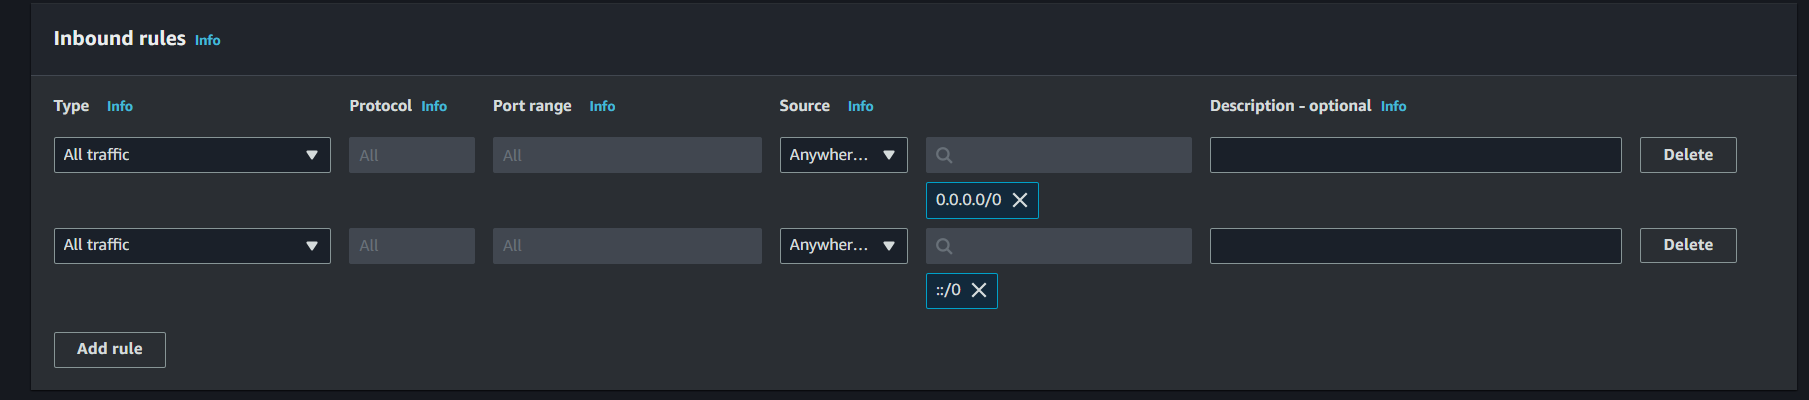 Inbound rules Info
Type Info Protocol Info Port range Info Source Info Description - optional Info
All traffic All All Anywher... Delete
0.0.0.0/0
All traffic All All Anywher... Delete
::/0
Add rule